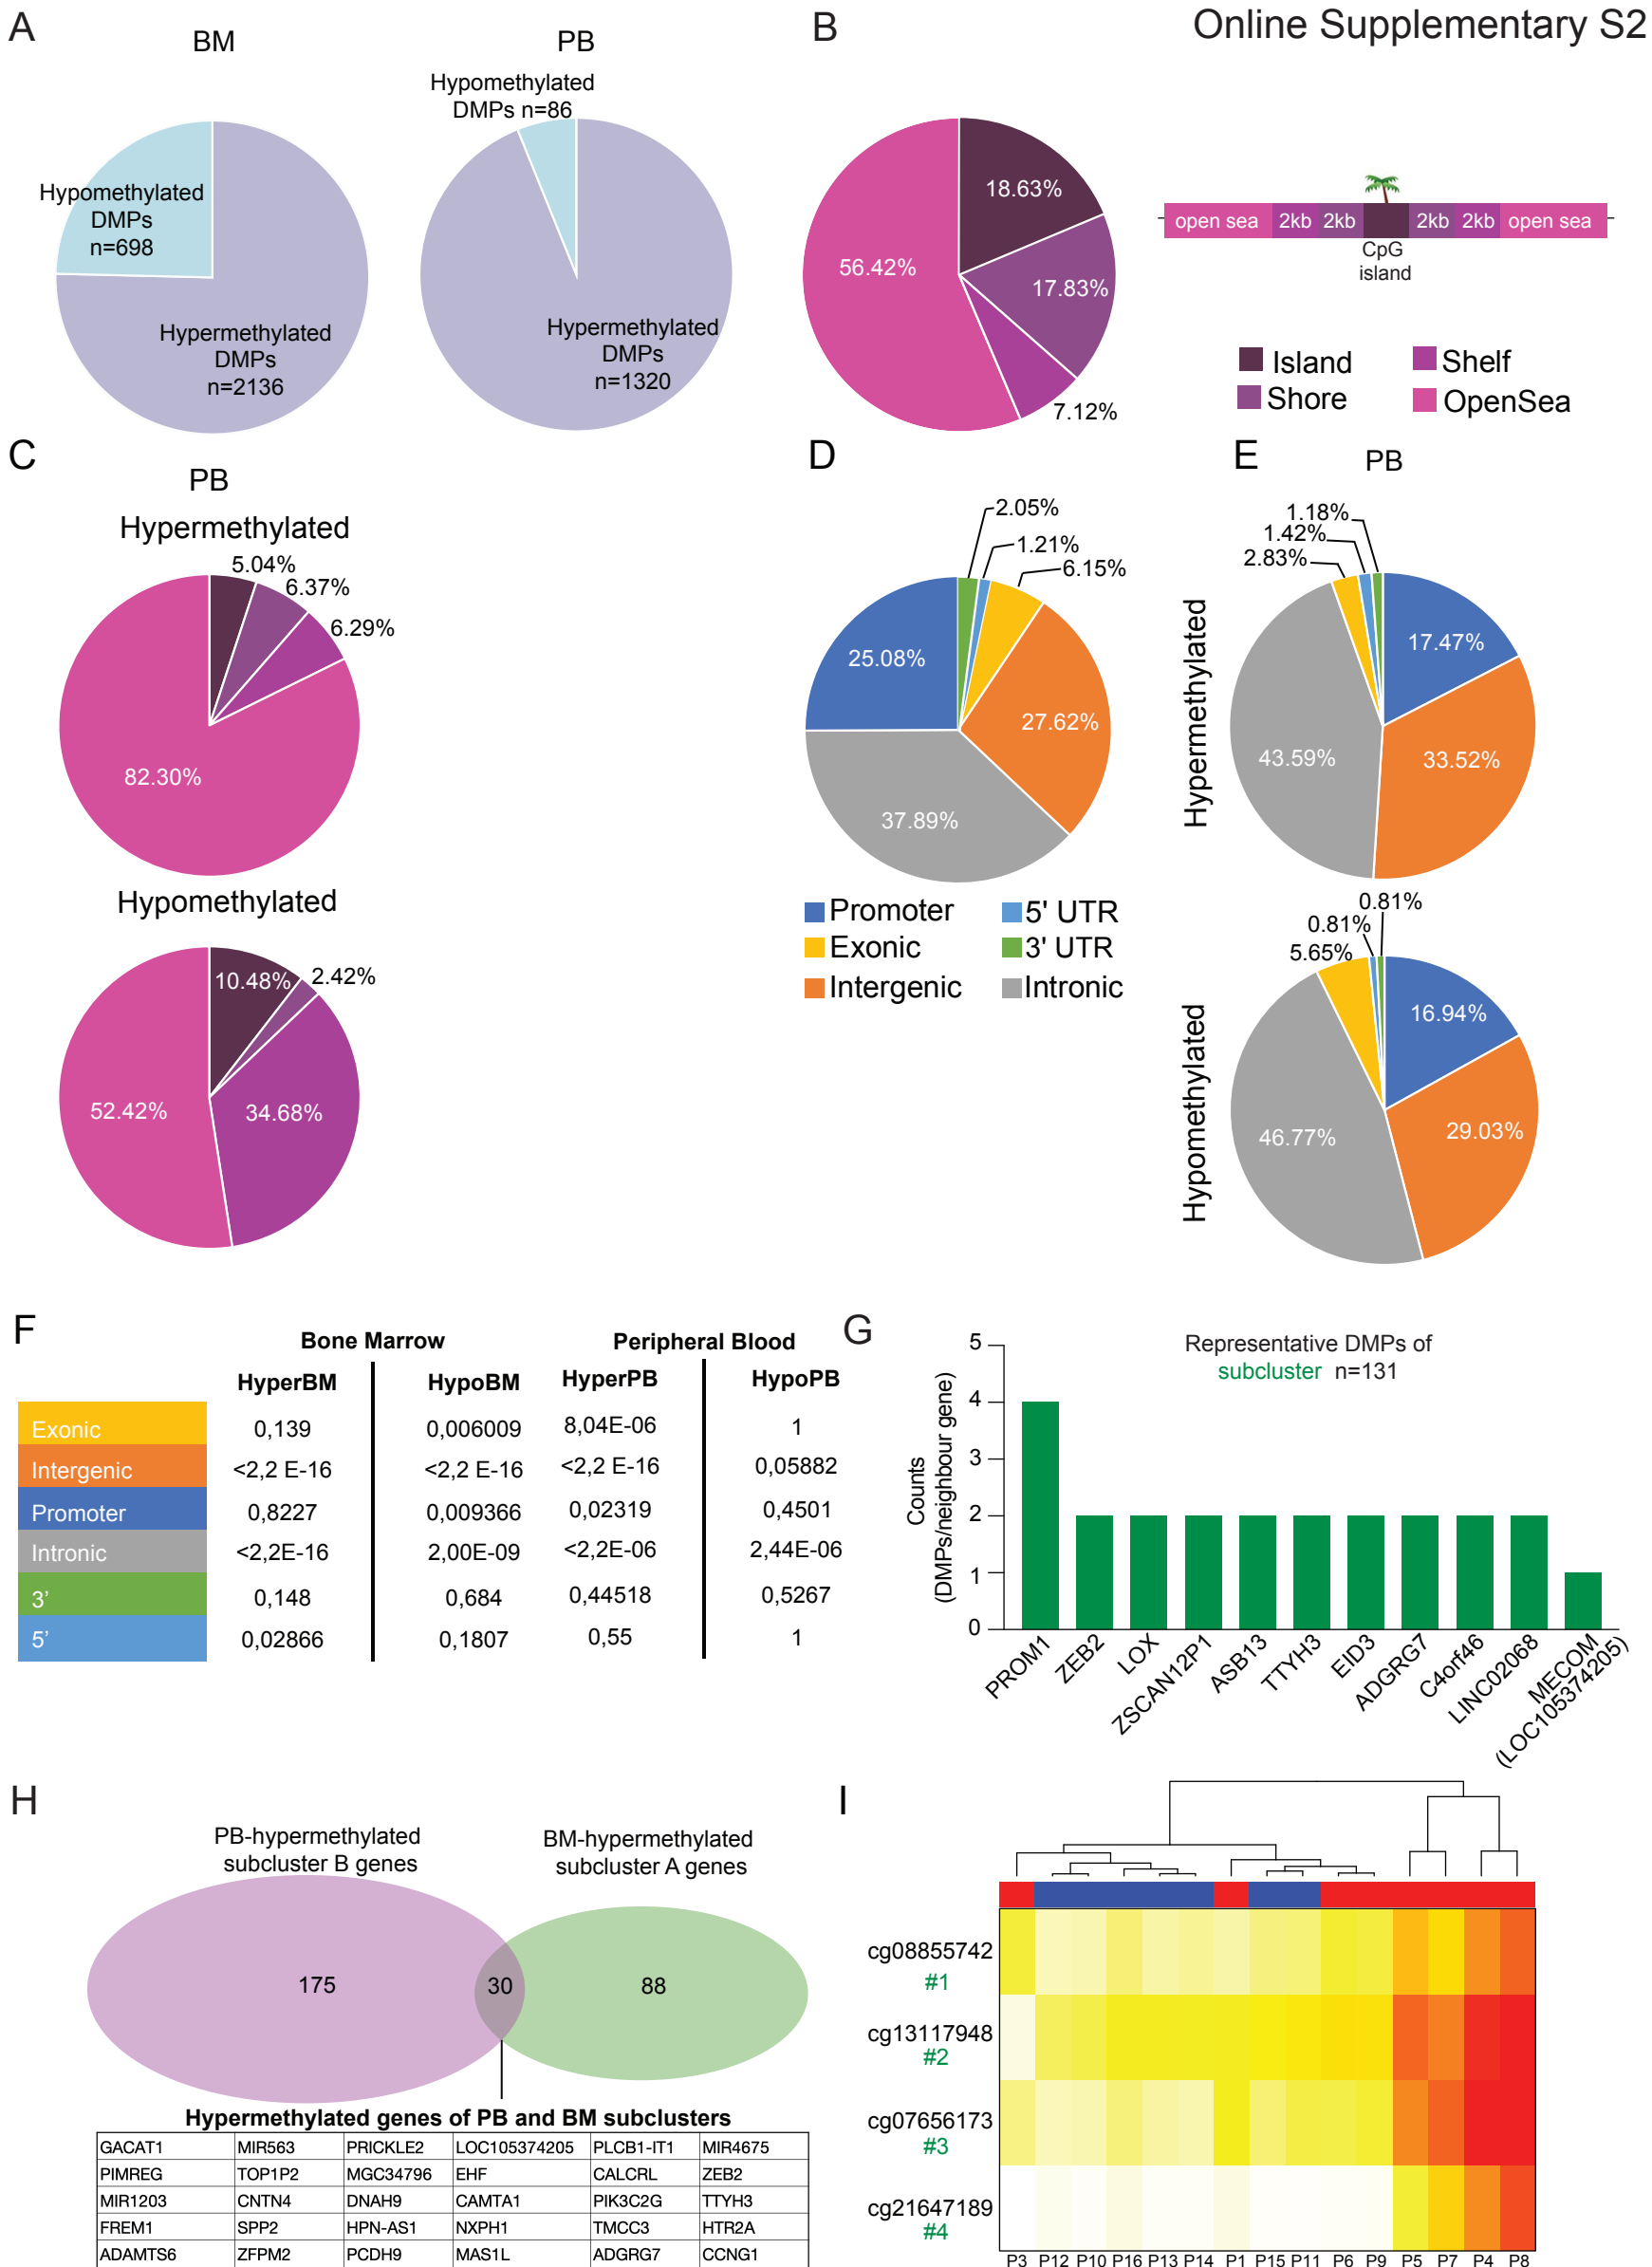 Online Supplementary S2
A
BM
Hypomethylated
DMPs
n=698
Hypermethylated
DMPs
n=2136
PB
Hypomethylated
DMPs n=86
Hypermethylated
DMPs
n=1320
B
18.63%
17.83%
7.12%
56.42%
open sea 2kb 2kb 2kb 2kb open sea
CpG
island
Island Shelf
Shore OpenSea
C
PB
Hypermethylated
5.04%
6.37%
6.29%
82.30%
Hypomethylated
10.48%
2.42%
34.68%
52.42%
D
2.05%
1.21%
6.15%
25.08%
27.62%
37.89%
Promoter 5' UTR
Exonic 3' UTR
Intergenic Intronic
E
PB
Hypermethylated
1.18%
1.42%
2.83%
17.47%
43.59%
33.52%
Hypomethylated
0.81%
0.81%
5.65%
16.94%
46.77%
29.03%
F
Bone Marrow Peripheral Blood
HyperBM HypoBM HyperPB HypoPB
Exonic 0,139 0,006009 8,04E-06 1
Intergenic <2,2 E-16 <2,2 E-16 <2,2 E-16 0,05882
Promoter 0,8227 0,009366 0,02319 0,4501
Intronic <2,2E-16 2,00E-09 <2,2E-06 2,44E-06
3’ 0,148 0,684 0,44518 0,5267
5’ 0,02866 0,1807 0,55 1
G
Representative DMPs of
subcluster n=131
Counts
(DMPs/neighbour gene)
5
4
3
2
1
0
PROM1
ZEB2
LOX
ZSCAN12P1
ASB13
TTYH3
EID3
ADGRG7
C4orf46
LINC02068
MECOM
(LOC105374205)
H
PB-hypermethylated
subcluster B genes
BM-hypermethylated
subcluster A genes
175 30 88
Hypermethylated genes of PB and BM subclusters
GACAT1 MIR563 PRICKLE2 LOC105374205 PLCB1-IT1 MIR4675
PIMREG TOP1P2 MGC34796 EHF CALCRL ZEB2
MIR1203 CNTN4 DNAH9 CAMTA1 PIK3C2G TTYH3
FREM1 SPP2 HPN-AS1 NXPH1 TMCC3 HTR2A
ADAMTS6 ZFPM2 PCDH9 MAS1L ADGRG7 CCNG1
I
cg08855742
#1
cg13117948
#2
cg07656173
#3
cg21647189
#4
P3 P12 P10 P16 P13 P14 P1 P15 P11 P6 P9 P5 P7 P4 P8